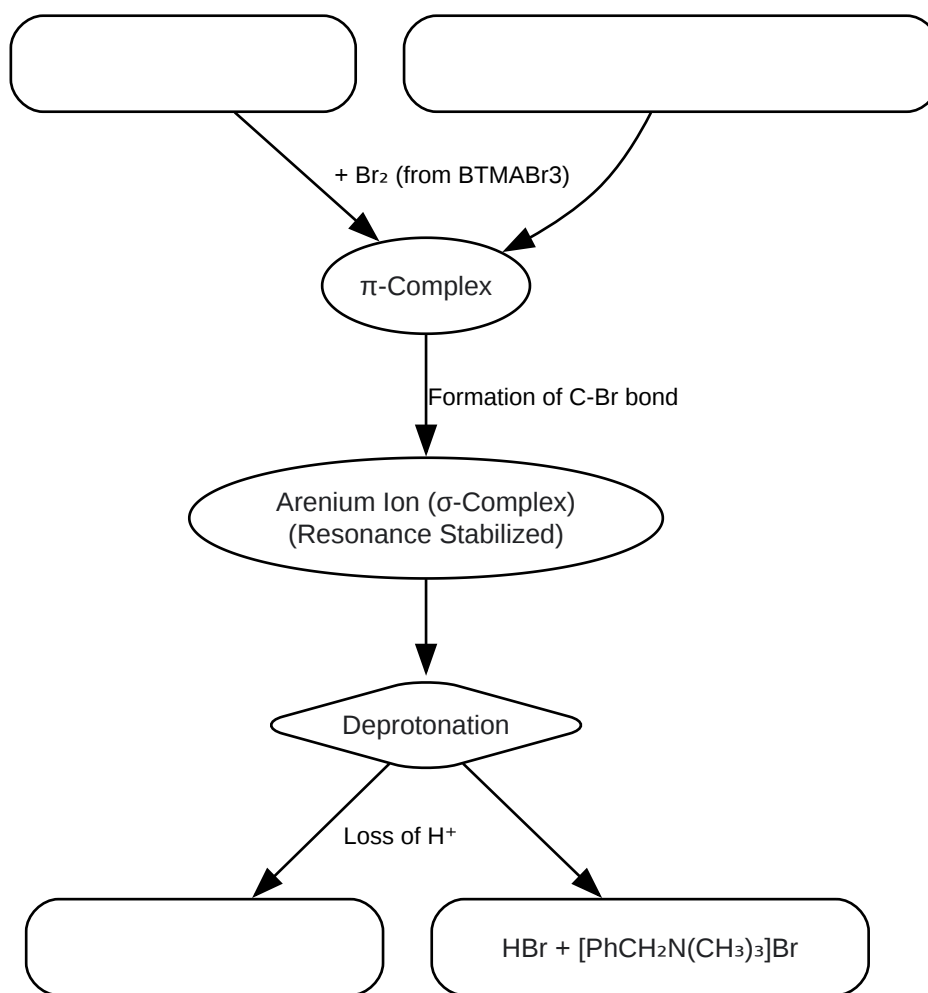 + Br₂ (from BTMABr3)
π-Complex
Formation of C-Br bond
Arenium Ion (σ-Complex)
(Resonance Stabilized)
Deprotonation
Loss of H⁺
HBr + [PhCH₂N(CH₃)₃]Br